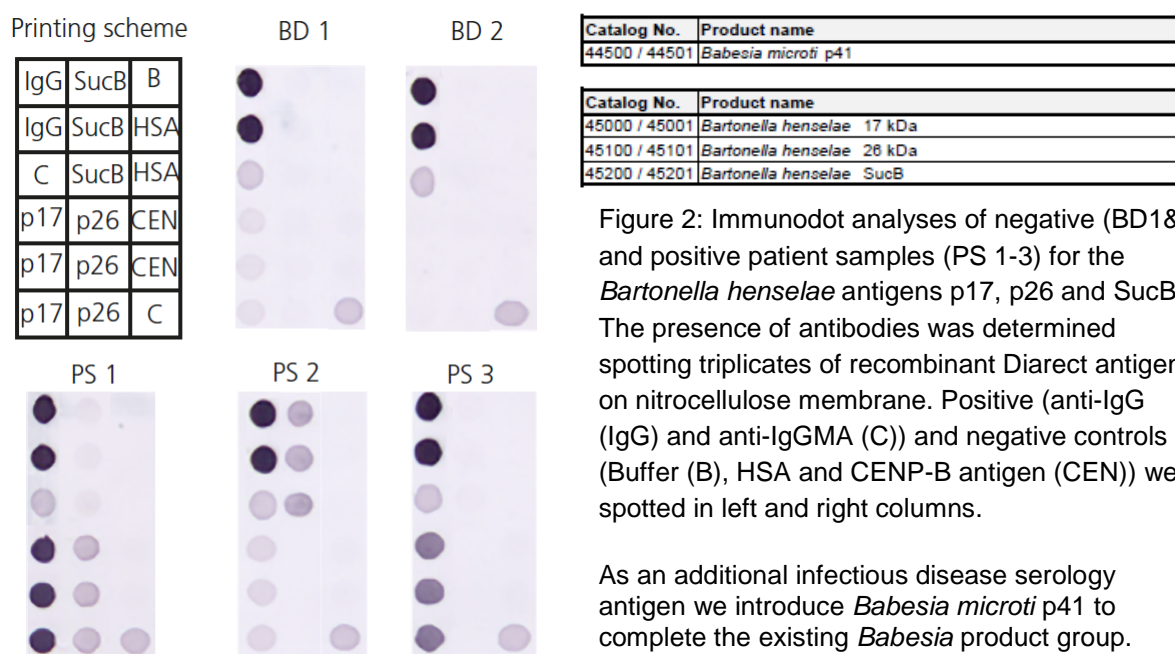 Printing scheme
BD 1
BD 2
IgG SucB B
IgG SucB HSA
C SucB HSA
p17 p26 CEN
p17 p26 CEN
p17 p26 C
PS 1
PS 2
PS 3
Catalog No. Product name
44500 / 44501 Babesia microti p41
Catalog No. Product name
45000 / 45001 Bartonella henselae 17 kDa
45100 / 45101 Bartonella henselae 26 kDa
45200 / 45201 Bartonella henselae SucB
Figure 2: Immunodot analyses of negative (BD1&
and positive patient samples (PS 1-3) for the
Bartonella henselae antigens p17, p26 and SucB
The presence of antibodies was determined
spotting triplicates of recombinant Diarect antigen
on nitrocellulose membrane. Positive (anti-IgG
(IgG) and anti-IgGMA (C)) and negative controls
(Buffer (B), HSA and CENP-B antigen (CEN)) we
spotted in left and right columns.
As an additional infectious disease serology
antigen we introduce Babesia microti p41 to
complete the existing Babesia product group.